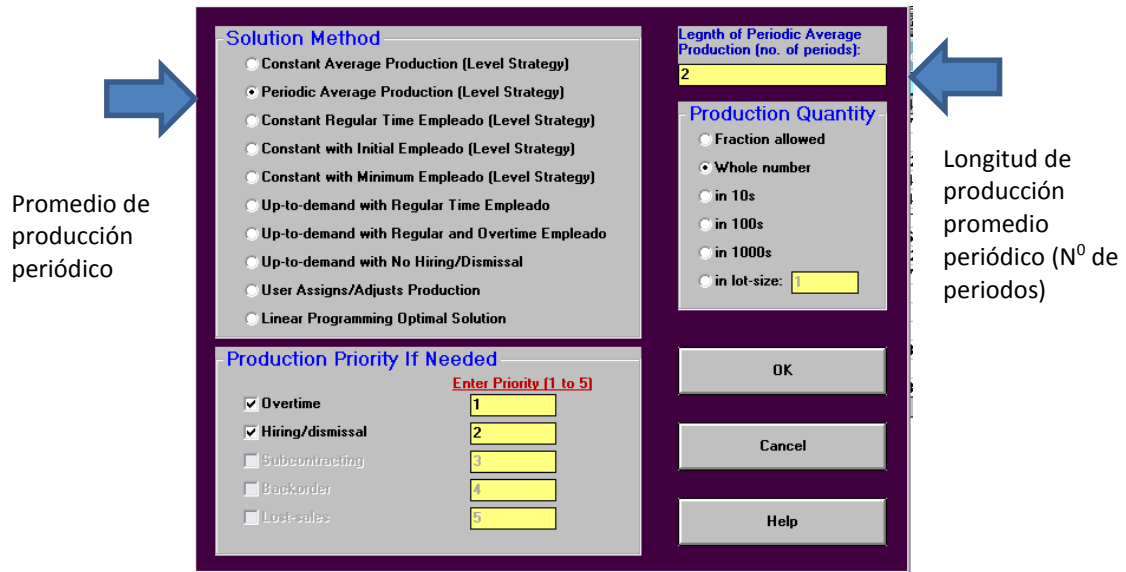 Solution Method
Constant Average Production (Level Strategy)
Periodic Average Production (Level Strategy)
Constant Regular Time Empleado (Level Strategy)
Constant with Initial Empleado (Level Strategy)
Constant with Minimum Empleado (Level Strategy)
Up-to-demand with Regular Time Empleado
Up-to-demand with Regular and Overtime Empleado
Up-to-demand with No Hiring/Dismissal
User Assigns/Adjusts Production
Linear Programming Optimal Solution
Legnth of Periodic Average
Production (no. of periods):
2
Production Quantity
Fraction allowed
Whole number
in 10s
in 100s
in 1000s
in lot-size: 1
Production Priority If Needed
Enter Priority (1 to 5)
Overtime 1
Hiring/dismissal 2
Subcontracting 3
Backorder 4
Lost-sales 5
OK
Cancel
Help
Promedio de
producción
periódico
Longitud de
producción
promedio
periódico (N⁰ de
periodos)